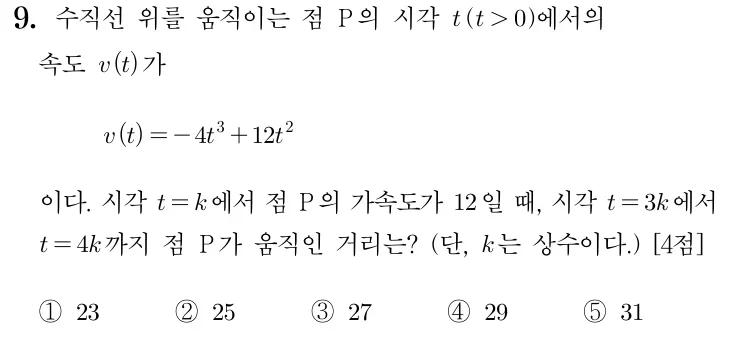 9. 수직선 위를 움직이는 점 P의 시각 t(t>0)에서의
속도 v(t)가
v(t)=-4t³+12t²
이다. 시각 t=k에서 점 P의 가속도가 12일 때, 시각 t=3k에서
t=4k까지 점 P가 움직인 거리는? (단, k는 상수이다.) [4점]
① 23 ② 25 ③ 27 ④ 29 ⑤ 31